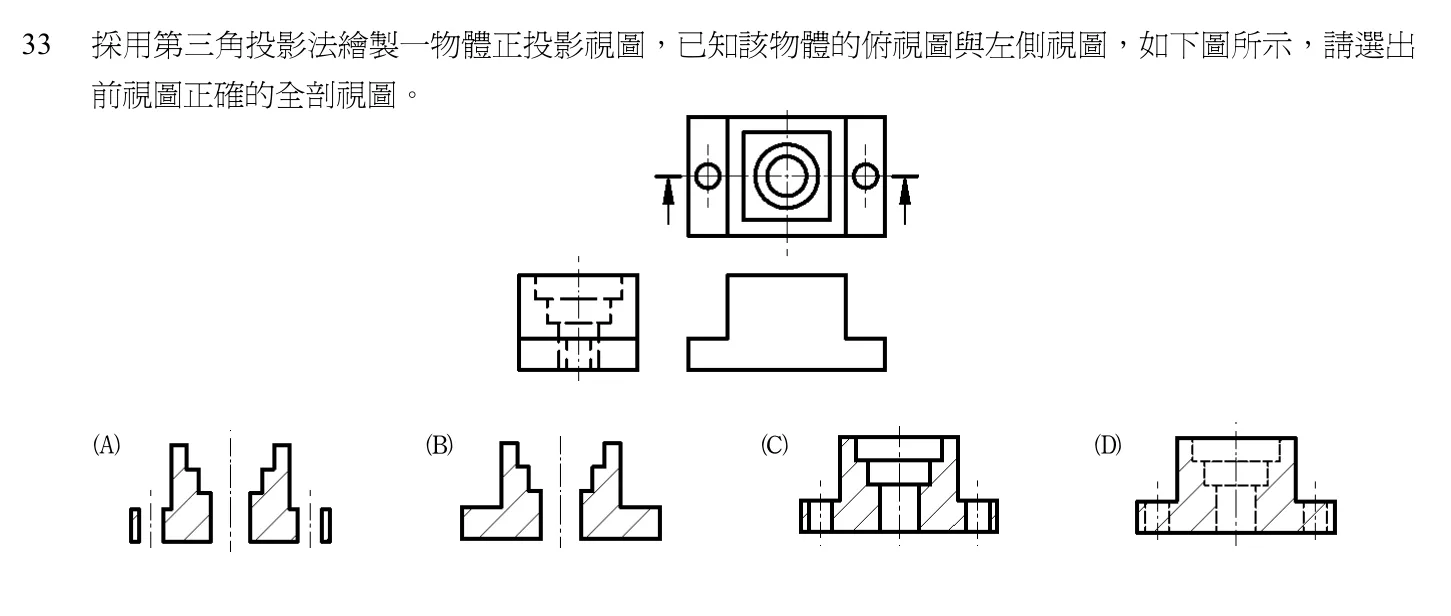 33 採用第三角投影法繪製一物體正投影視圖，已知該物體的俯視圖與左側視圖，如下圖所示，請選出
前視圖正確的全剖視圖。
(A) (B) (C) (D)